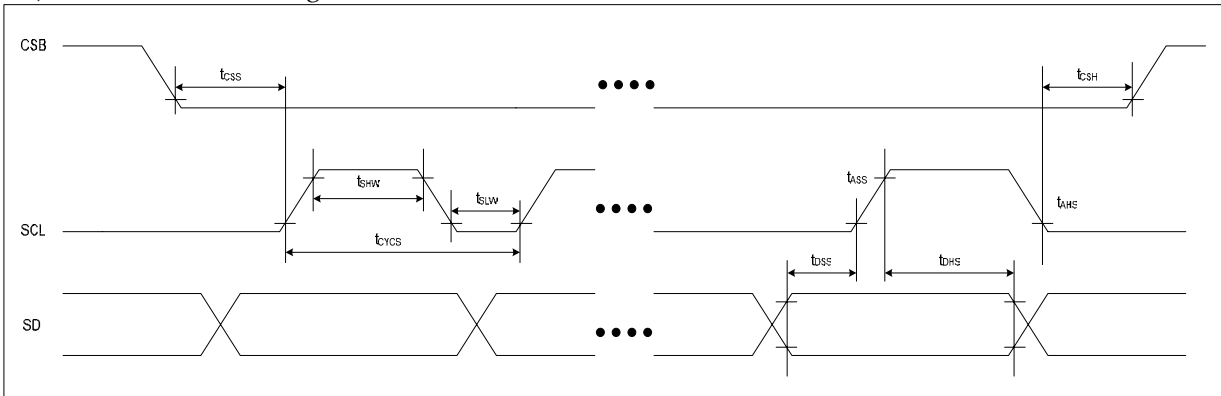 CSB
tCSS
tCSH
tSHW
tSLW
tASS
tAHS
SCL
tCYCS
tDSS
tDHS
SD